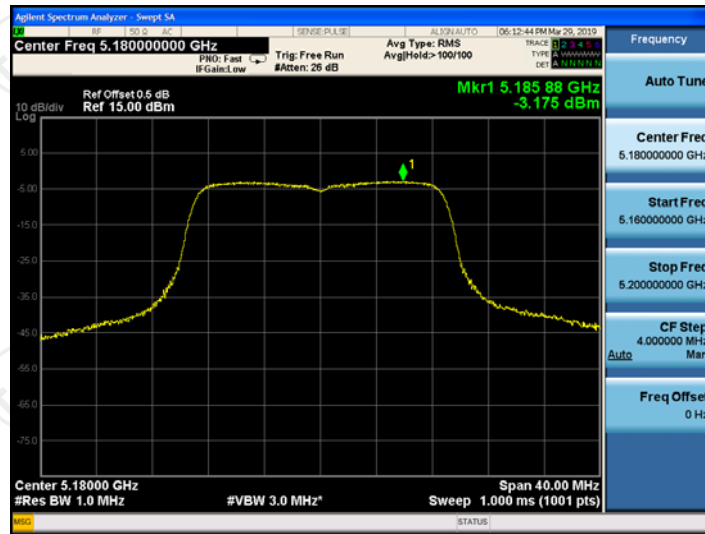 Agilent Spectrum Analyzer - Swept SA
RF 50 Ω AC SENSE:PULSE ALIGNAUTO 06:12:44 PM Mar 29, 2019
Center Freq 5.180000000 GHz
PNO: Fast
IFGain:Low
Trig: Free Run
#Atten: 26 dB
Avg Type: RMS
Avg|Hold:>100/100
TRACE 1 2 3 4 5 6
TYPE A WWWWW
DET A N N N N N
Frequency
Mkr1 5.185 88 GHz
-3.175 dBm
Ref Offset 0.5 dB
10 dB/div Ref 15.00 dBm
Log
5.00
-5.00
-15.0
-25.0
-35.0
-45.0
-55.0
-65.0
-75.0
1
Center 5.18000 GHz Span 40.00 MHz
#Res BW 1.0 MHz #VBW 3.0 MHz* Sweep 1.000 ms (1001 pts)
MSG STATUS
Auto Tune
Center Freq
5.180000000 GHz
Start Freq
5.160000000 GHz
Stop Freq
5.200000000 GHz
CF Step
4.000000 MHz
Auto Man
Freq Offset
0 Hz